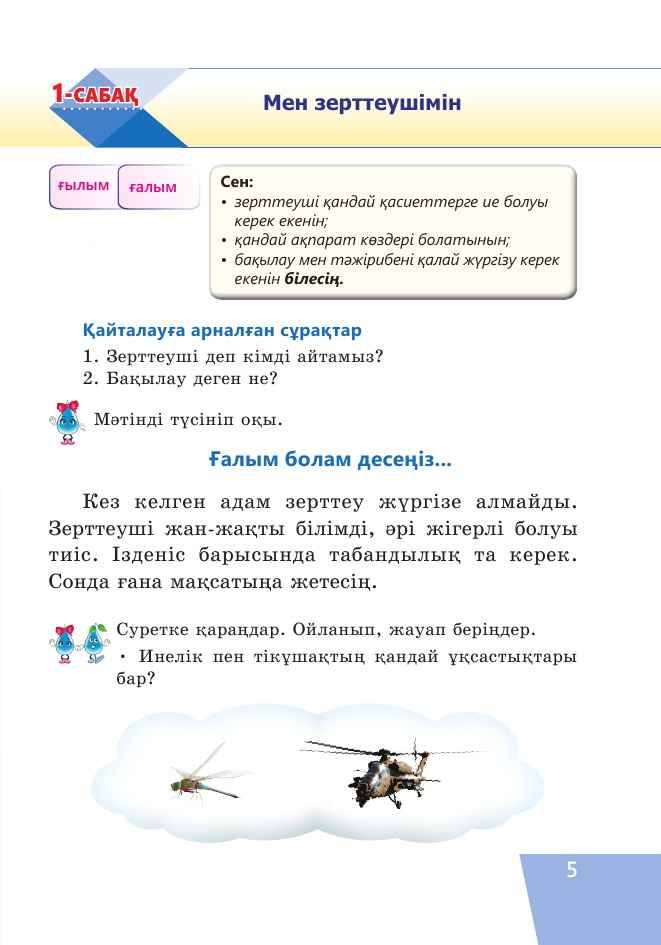 1-САБАҚ
Мен зерттеушімін
ғылым
ғалым
Сен:
• зерттеуші қандай қасиеттерге ие болуы
керек екенін;
• қандай ақпарат көздері болатынын;
• бақылау мен тәжірибені қалай жүргізу керек
екенін білесің.
Қайталауға арналған сұрақтар
1. Зерттеуші деп кімді айтамыз?
2. Бақылау деген не?
Мәтінді түсініп оқы.
Ғалым болам десеңіз...
Кез келген адам зерттеу жүргізе алмайды.
Зерттеуші жан-жақты білімді, әрі жігерлі болуы
тиіс. Ізденіс барысында табандылық та керек.
Сонда ғана мақсатыңа жетесің.
Суретке қараңдар. Ойланып, жауап беріңдер.
• Инелік пен тікұшақтың қандай ұқсастықтары
бар?
5